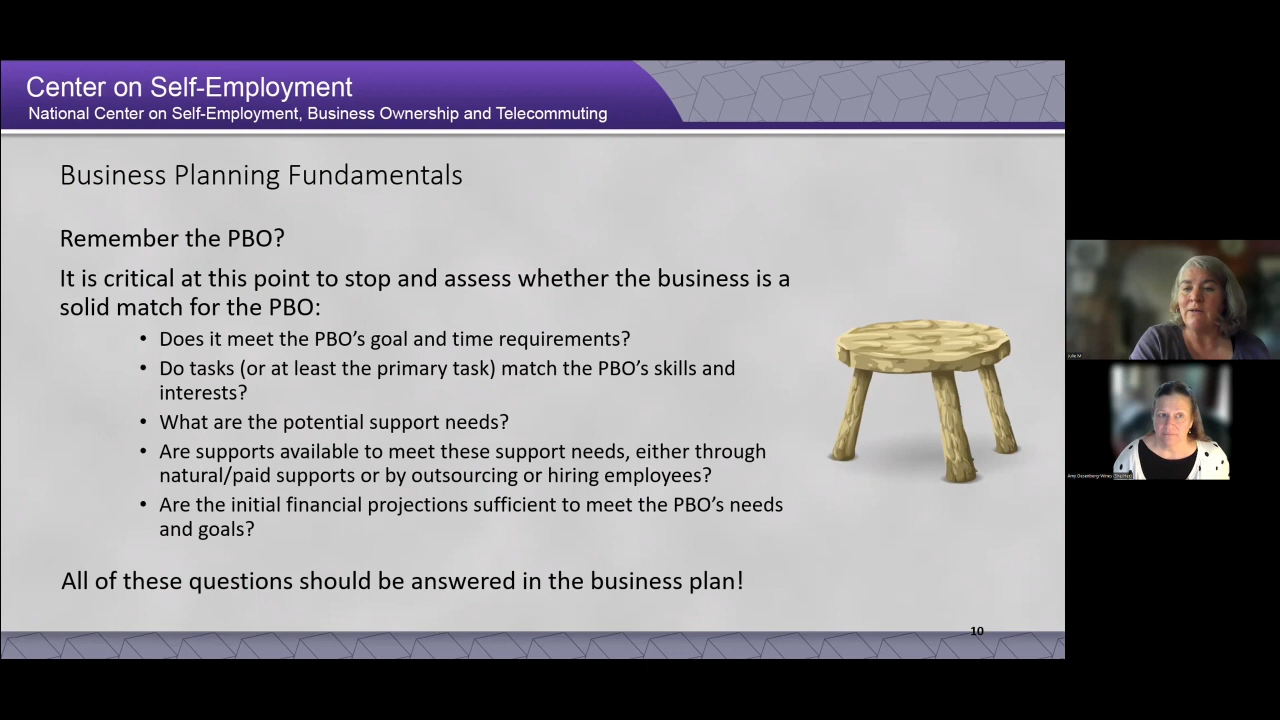 Center on Self-Employment
National Center on Self-Employment, Business Ownership and Telecommuting
Business Planning Fundamentals
Remember the PBO?
It is critical at this point to stop and assess whether the business is a
solid match for the PBO:
• Does it meet the PBO’s goal and time requirements?
• Do tasks (or at least the primary task) match the PBO’s skills and
interests?
• What are the potential support needs?
• Are supports available to meet these support needs, either through
natural/paid supports or by outsourcing or hiring employees?
• Are the initial financial projections sufficient to meet the PBO’s needs
and goals?
All of these questions should be answered in the business plan!
10
Julie M